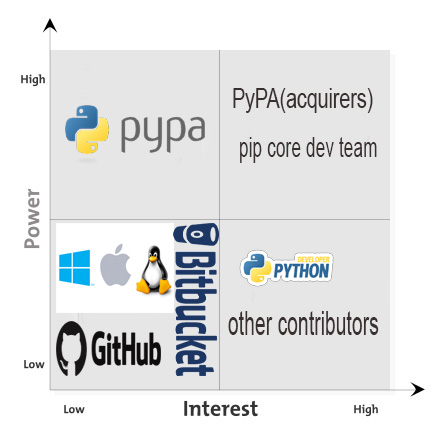 High
pypa
PyPA(acquirers)
pip core dev team
Power
Bitbucket
GitHub
DEVELOPER
PYTHON
other contributors
Low
Low
Interest
High